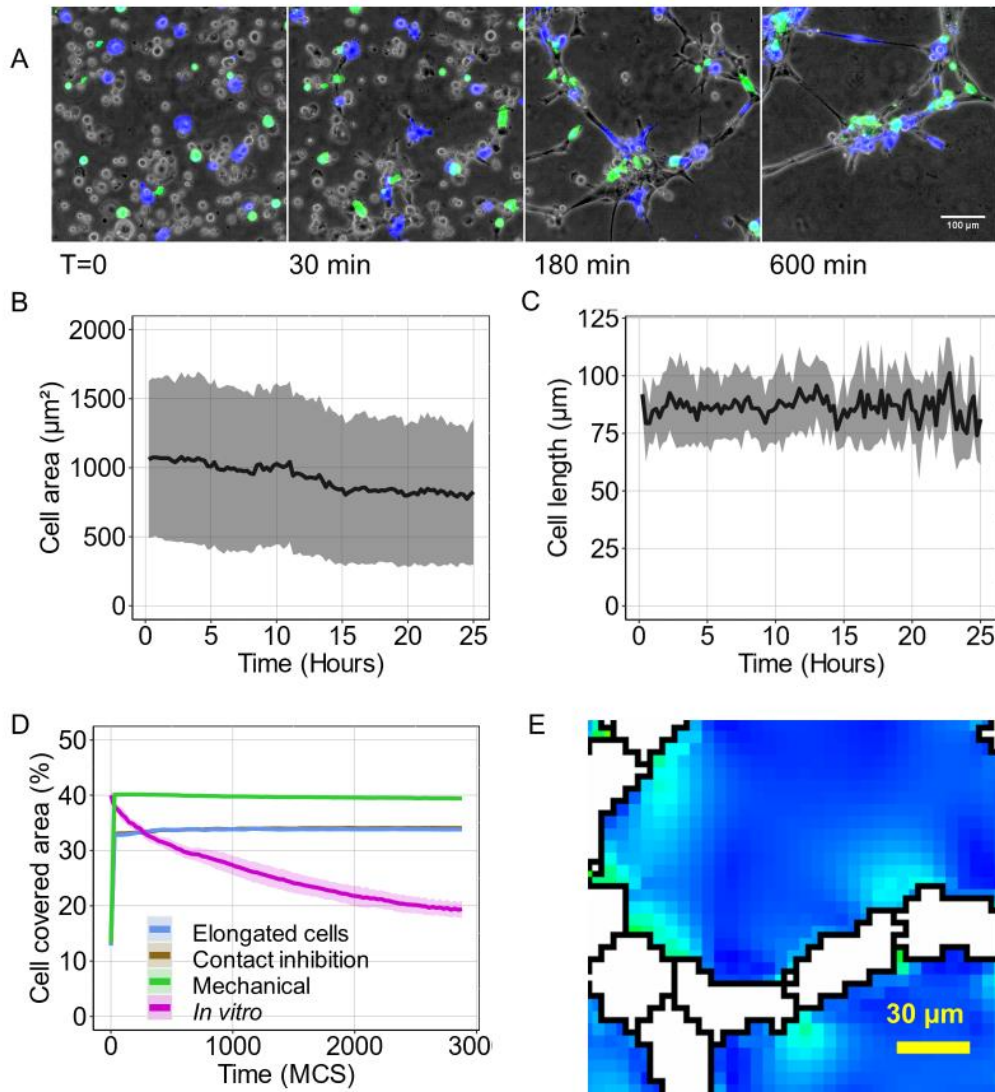 A
100 µm
T=0 30 min 180 min 600 min
B
2000
1500
1000
500
0
Cell area (µm²)
0 5 10 15 20 25
Time (Hours)
C
125
100
75
50
25
0
Cell length (µm)
0 5 10 15 20 25
Time (Hours)
D
50
40
30
20
10
0
Cell covered area (%)
Elongated cells
Contact inhibition
Mechanical
In vitro
0 1000 2000 300
Time (MCS)
E
30 µm